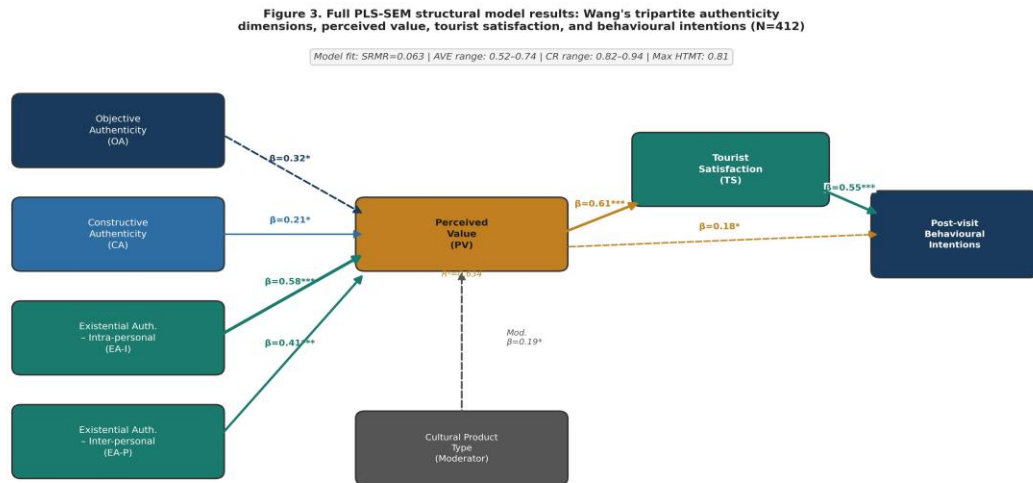 Figure 3. Full PLS-SEM structural model results: Wang's tripartite authenticity
dimensions, perceived value, tourist satisfaction, and behavioural intentions (N=412)
Model fit: SRMR=0.063 | AVE range: 0.52–0.74 | CR range: 0.82–0.94 | Max HTMT: 0.81
Objective
Authenticity
(OA)
β=0.32*
Constructive
Authenticity
(CA)
β=0.21*
Existential Auth.
– Intra-personal
(EA-I)
β=0.58***
Existential Auth.
– Inter-personal
(EA-P)
β=0.41***
Perceived
Value
(PV)
Mod.
β=0.19*
Cultural Product
Type
(Moderator)
β=0.61***
Tourist
Satisfaction
(TS)
β=0.55***
β=0.18*
Post-visit
Behavioural
Intentions